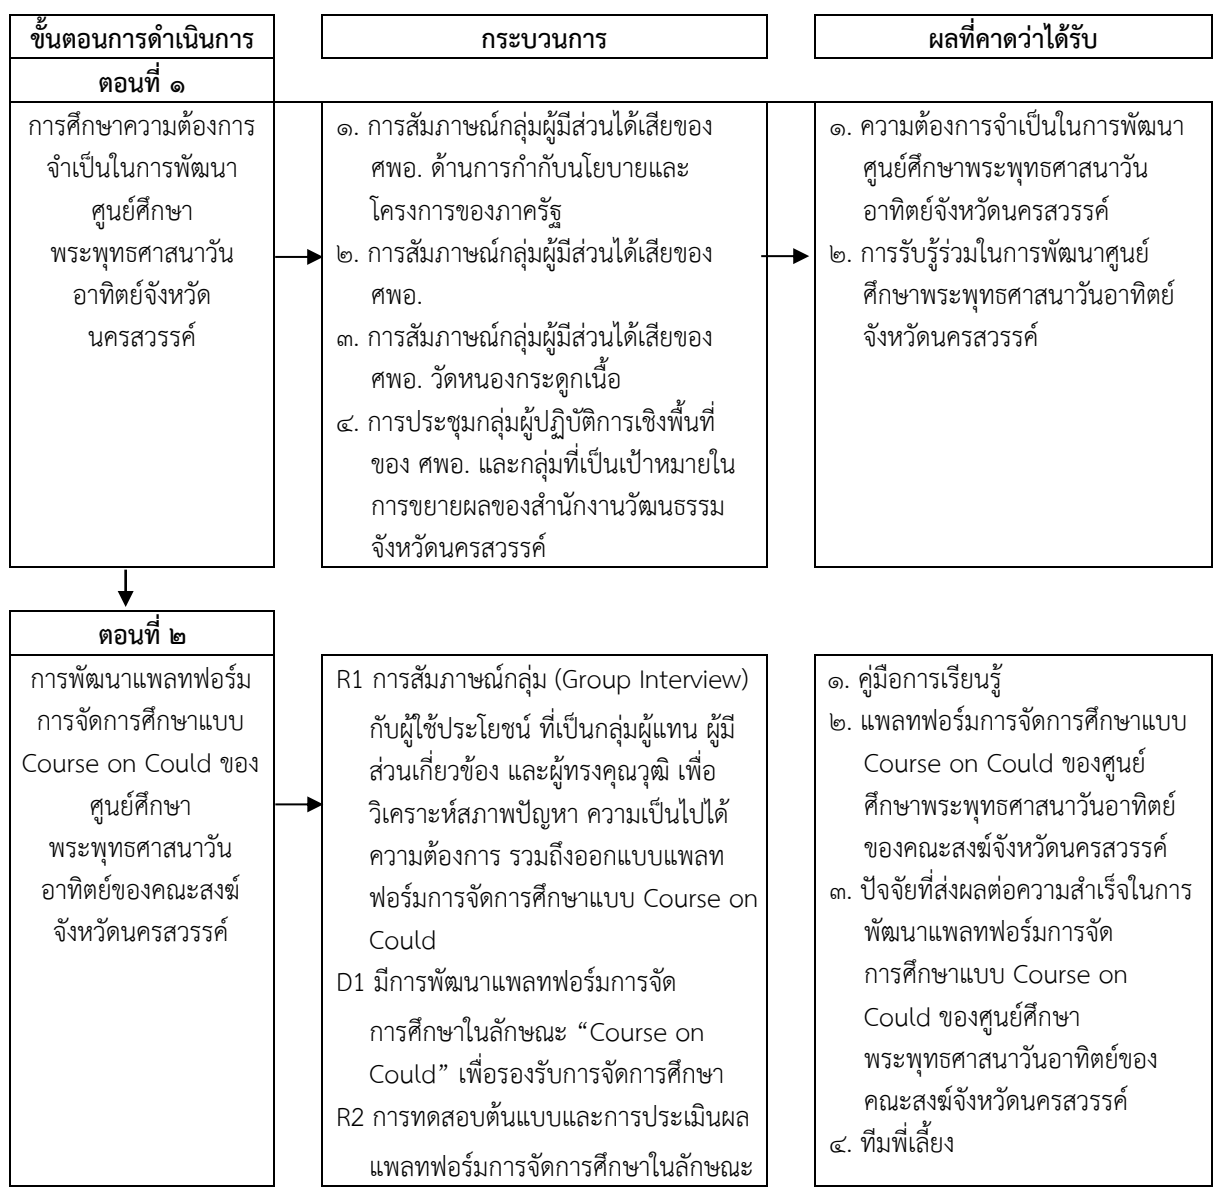 ขั้นตอนการดำเนินการ
กระบวนการ
ผลที่คาดว่าได้รับ
ตอนที่ ๑
การศึกษาความต้องการ
จำเป็นในการพัฒนา
ศูนย์ศึกษา
พระพุทธศาสนาวัน
อาทิตย์จังหวัด
นครสวรรค์
๑. การสัมภาษณ์กลุ่มผู้มีส่วนได้เสียของ
ศพอ. ด้านการกำกับนโยบายและ
โครงการของภาครัฐ
๒. การสัมภาษณ์กลุ่มผู้มีส่วนได้เสียของ
ศพอ.
๓. การสัมภาษณ์กลุ่มผู้มีส่วนได้เสียของ
ศพอ. วัดหนองกระดูกเนื้อ
๔. การประชุมกลุ่มผู้ปฏิบัติการเชิงพื้นที่
ของ ศพอ. และกลุ่มที่เป็นเป้าหมายใน
การขยายผลของสำนักงานวัฒนธรรม
จังหวัดนครสวรรค์
๑. ความต้องการจำเป็นในการพัฒนา
ศูนย์ศึกษาพระพุทธศาสนาวัน
อาทิตย์จังหวัดนครสวรรค์
๒. การรับรู้ร่วมในการพัฒนาศูนย์
ศึกษาพระพุทธศาสนาวันอาทิตย์
จังหวัดนครสวรรค์
ตอนที่ ๒
การพัฒนาแพลทฟอร์ม
การจัดการศึกษาแบบ
Course on Could ของ
ศูนย์ศึกษา
พระพุทธศาสนาวัน
อาทิตย์ของคณะสงฆ์
จังหวัดนครสวรรค์
R1 การสัมภาษณ์กลุ่ม (Group Interview)
กับผู้ใช้ประโยชน์ ที่เป็นกลุ่มผู้แทน ผู้มี
ส่วนเกี่ยวข้อง และผู้ทรงคุณวุฒิ เพื่อ
วิเคราะห์สภาพปัญหา ความเป็นไปได้
ความต้องการ รวมถึงออกแบบแพลท
ฟอร์มการจัดการศึกษาแบบ Course on
Could
D1 มีการพัฒนาแพลทฟอร์มการจัด
การศึกษาในลักษณะ “Course on
Could” เพื่อรองรับการจัดการศึกษา
R2 การทดสอบต้นแบบและการประเมินผล
แพลทฟอร์มการจัดการศึกษาในลักษณะ
๑. คู่มือการเรียนรู้
๒. แพลทฟอร์มการจัดการศึกษาแบบ
Course on Could ของศูนย์
ศึกษาพระพุทธศาสนาวันอาทิตย์
ของคณะสงฆ์จังหวัดนครสวรรค์
๓. ปัจจัยที่ส่งผลต่อความสำเร็จในการ
พัฒนาแพลทฟอร์มการจัด
การศึกษาแบบ Course on
Could ของศูนย์ศึกษา
พระพุทธศาสนาวันอาทิตย์ของ
คณะสงฆ์จังหวัดนครสวรรค์
๔. ทีมพี่เลี้ยง